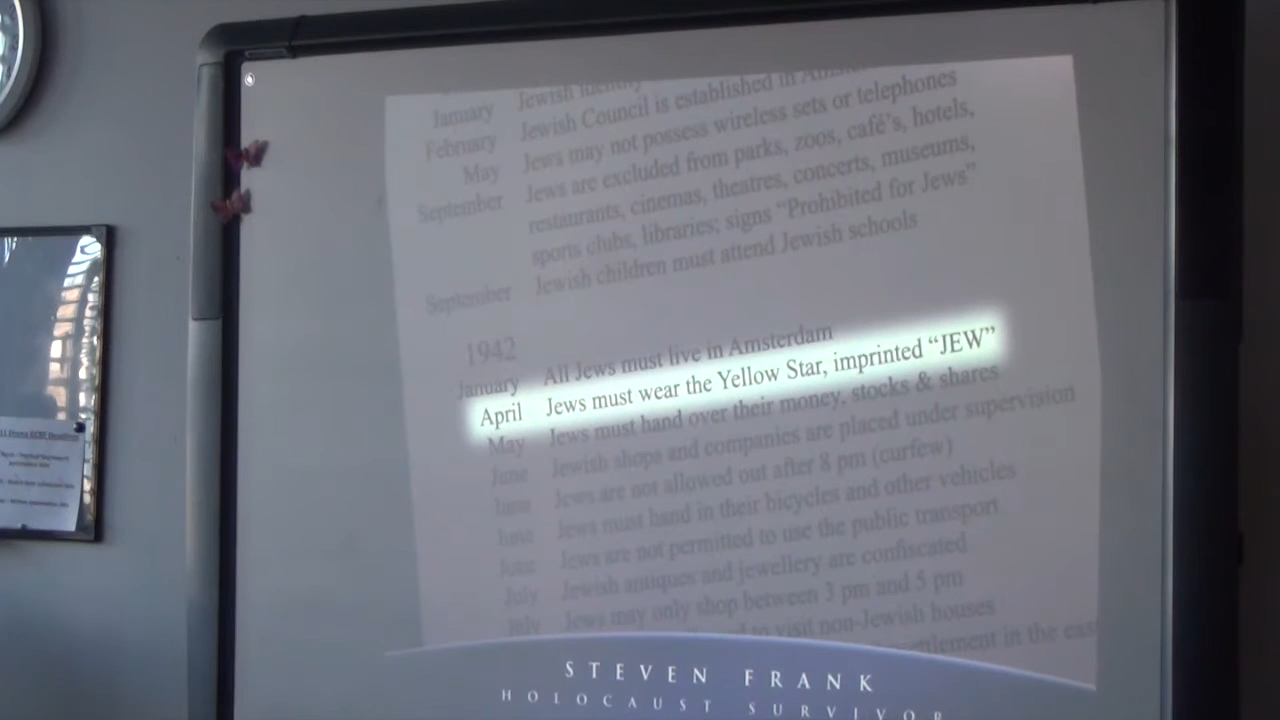 January Jewish Identity
February Jewish Council is established in
May Jews may not possess wireless sets or telephones
September Jews are excluded from parks, zoos, café's, hotels,
restaurants, cinemas, theatres, concerts, museums,
sports clubs, libraries; signs "Prohibited for Jews"
September Jewish children must attend Jewish schools
1942
January All Jews must live in Amsterdam
April Jews must wear the Yellow Star, imprinted “JEW”
May Jews must hand over their money, stocks & shares
June Jewish shops and companies are placed under supervision
June Jews are not allowed out after 8 pm (curfew)
June Jews must hand in their bicycles and other vehicles
June Jews are not permitted to use the public transport
July Jewish antiques and jewellery are confiscated
July Jews may only shop between 3 pm and 5 pm
to visit non-Jewish houses
in the
STEVEN FRANK
HOLOCAUST SURVIVOR